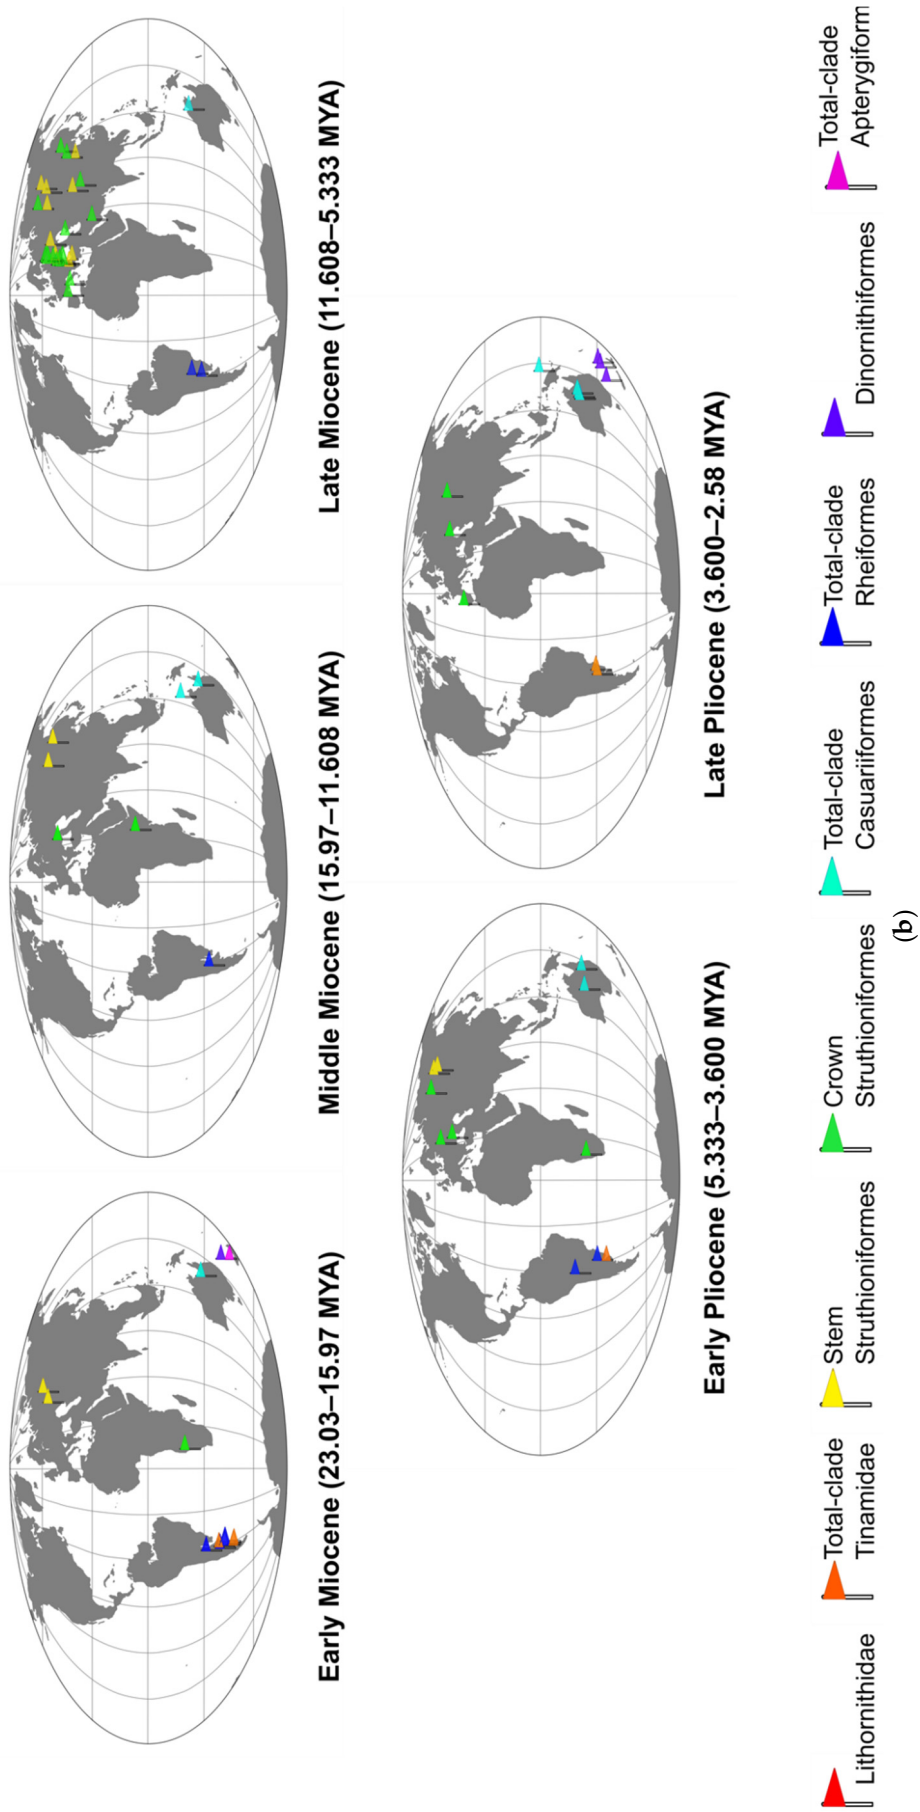 Early Miocene (23.03–15.97 MYA)
Middle Miocene (15.97–11.608 MYA)
Late Miocene (11.608–5.333 MYA)
Early Pliocene (5.333–3.600 MYA)
Late Pliocene (3.600–2.58 MYA)
Lithornithidae
Total-clade
Tinamidae
Stem
Struthioniformes
Crown
Struthioniformes
Total-clade
Casuariiformes
Total-clade
Rheiformes
Dinornithiformes
Total-clade
Apterygiform
(b)